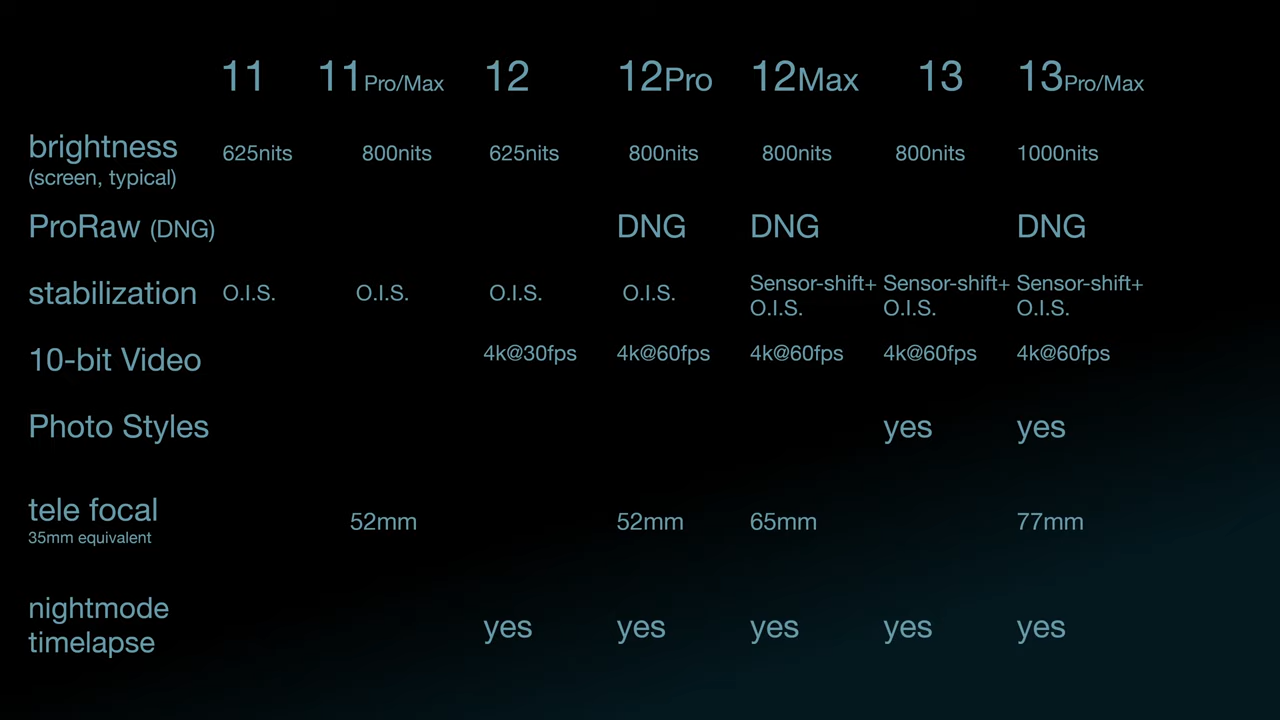 11 11Pro/Max 12 12Pro 12Max 13 13Pro/Max
brightness 625nits 800nits 625nits 800nits 800nits 800nits 1000nits
(screen, typical)
ProRaw (DNG) DNG DNG DNG
stabilization O.I.S. O.I.S. O.I.S. O.I.S. Sensor-shift+ Sensor-shift+ Sensor-shift+
O.I.S. O.I.S. O.I.S.
10-bit Video 4k@30fps 4k@60fps 4k@60fps 4k@60fps 4k@60fps
Photo Styles yes yes
tele focal 52mm 52mm 65mm 77mm
35mm equivalent
nightmode
timelapse yes yes yes yes yes